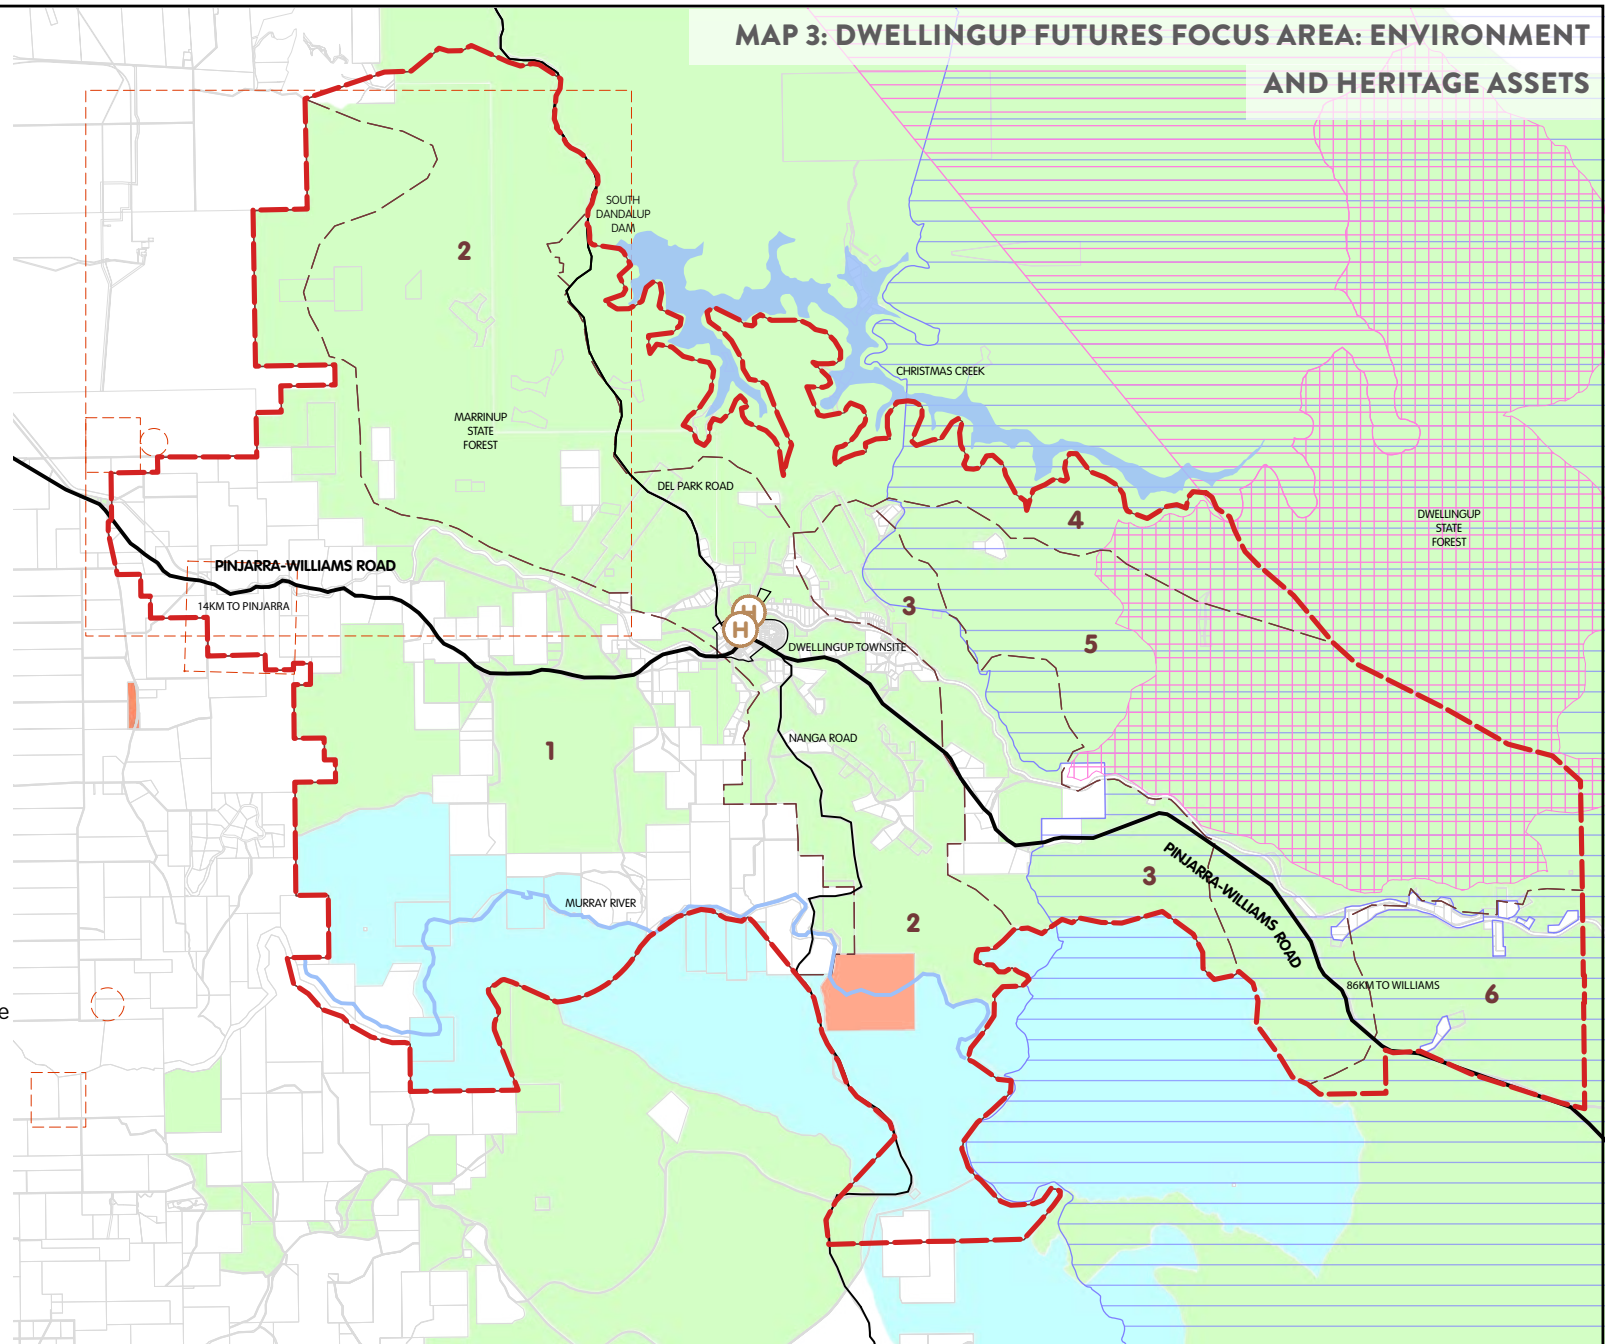 MAP 3: DWELLINGUP FUTURES FOCUS AREA: ENVIRONMENT
AND HERITAGE ASSETS
SOUTH
DANDALUP
DAM
2
CHRISTMAS CREEK
MARRINUP
STATE
FOREST
DEL PARK ROAD
4
DWELLINGUP
STATE
FOREST
PINJARRA-WILLIAMS ROAD
14KM TO PINJARRA
H
H
3
5
DWELLINGUP TOWNSITE
NANGA ROAD
1
PINJARRA-WILLIAMS ROAD
3
MURRAY RIVER
2
86KM TO WILLIAMS
6
e